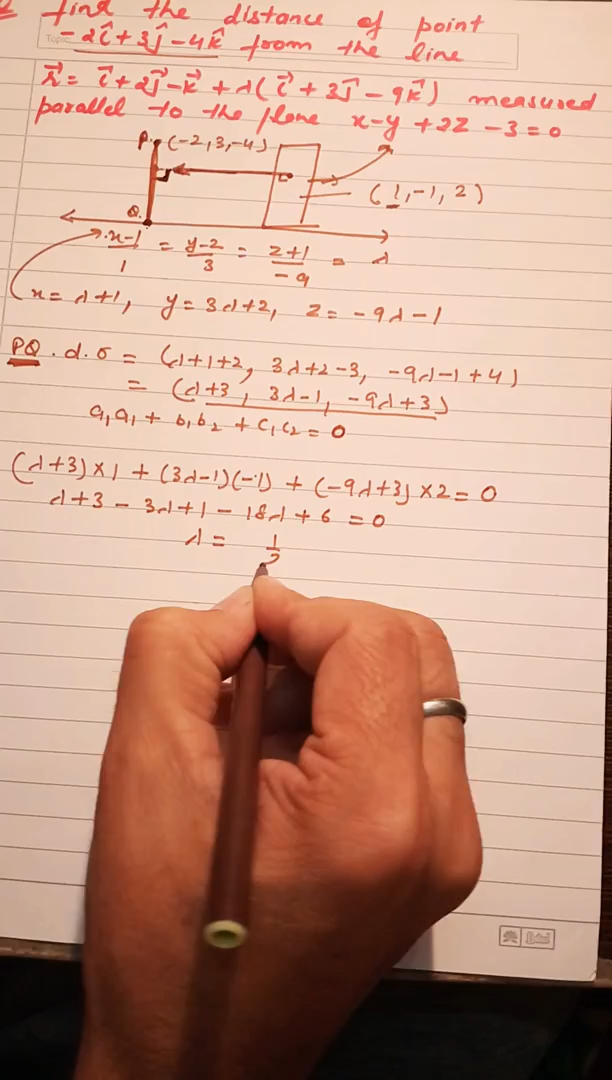 find the distance of point
-2î+3ĵ-4k̂ from the line
r⃗ = i⃗+2j⃗-k⃗ + λ(i⃗+3j⃗-9k⃗) measured
parallel to the plane x-y+2z-3=0
P (-2,3,-4)
(1,-1,2)
Q
x-1/1 = y-2/3 = z+1/-9 = λ
x=λ+1, y=3λ+2, z=-9λ-1
PQ. d.σ = (λ+1+2, 3λ+2-3, -9λ-1+4)
= (λ+3, 3λ-1, -9λ+3)
a₁a₁ + b₁b₂ + c₁c₂=0
(λ+3)×1 + (3λ-1)(-1) + (-9λ+3)×2=0
λ+3-3λ+1-18λ+6=0
λ= 1/2